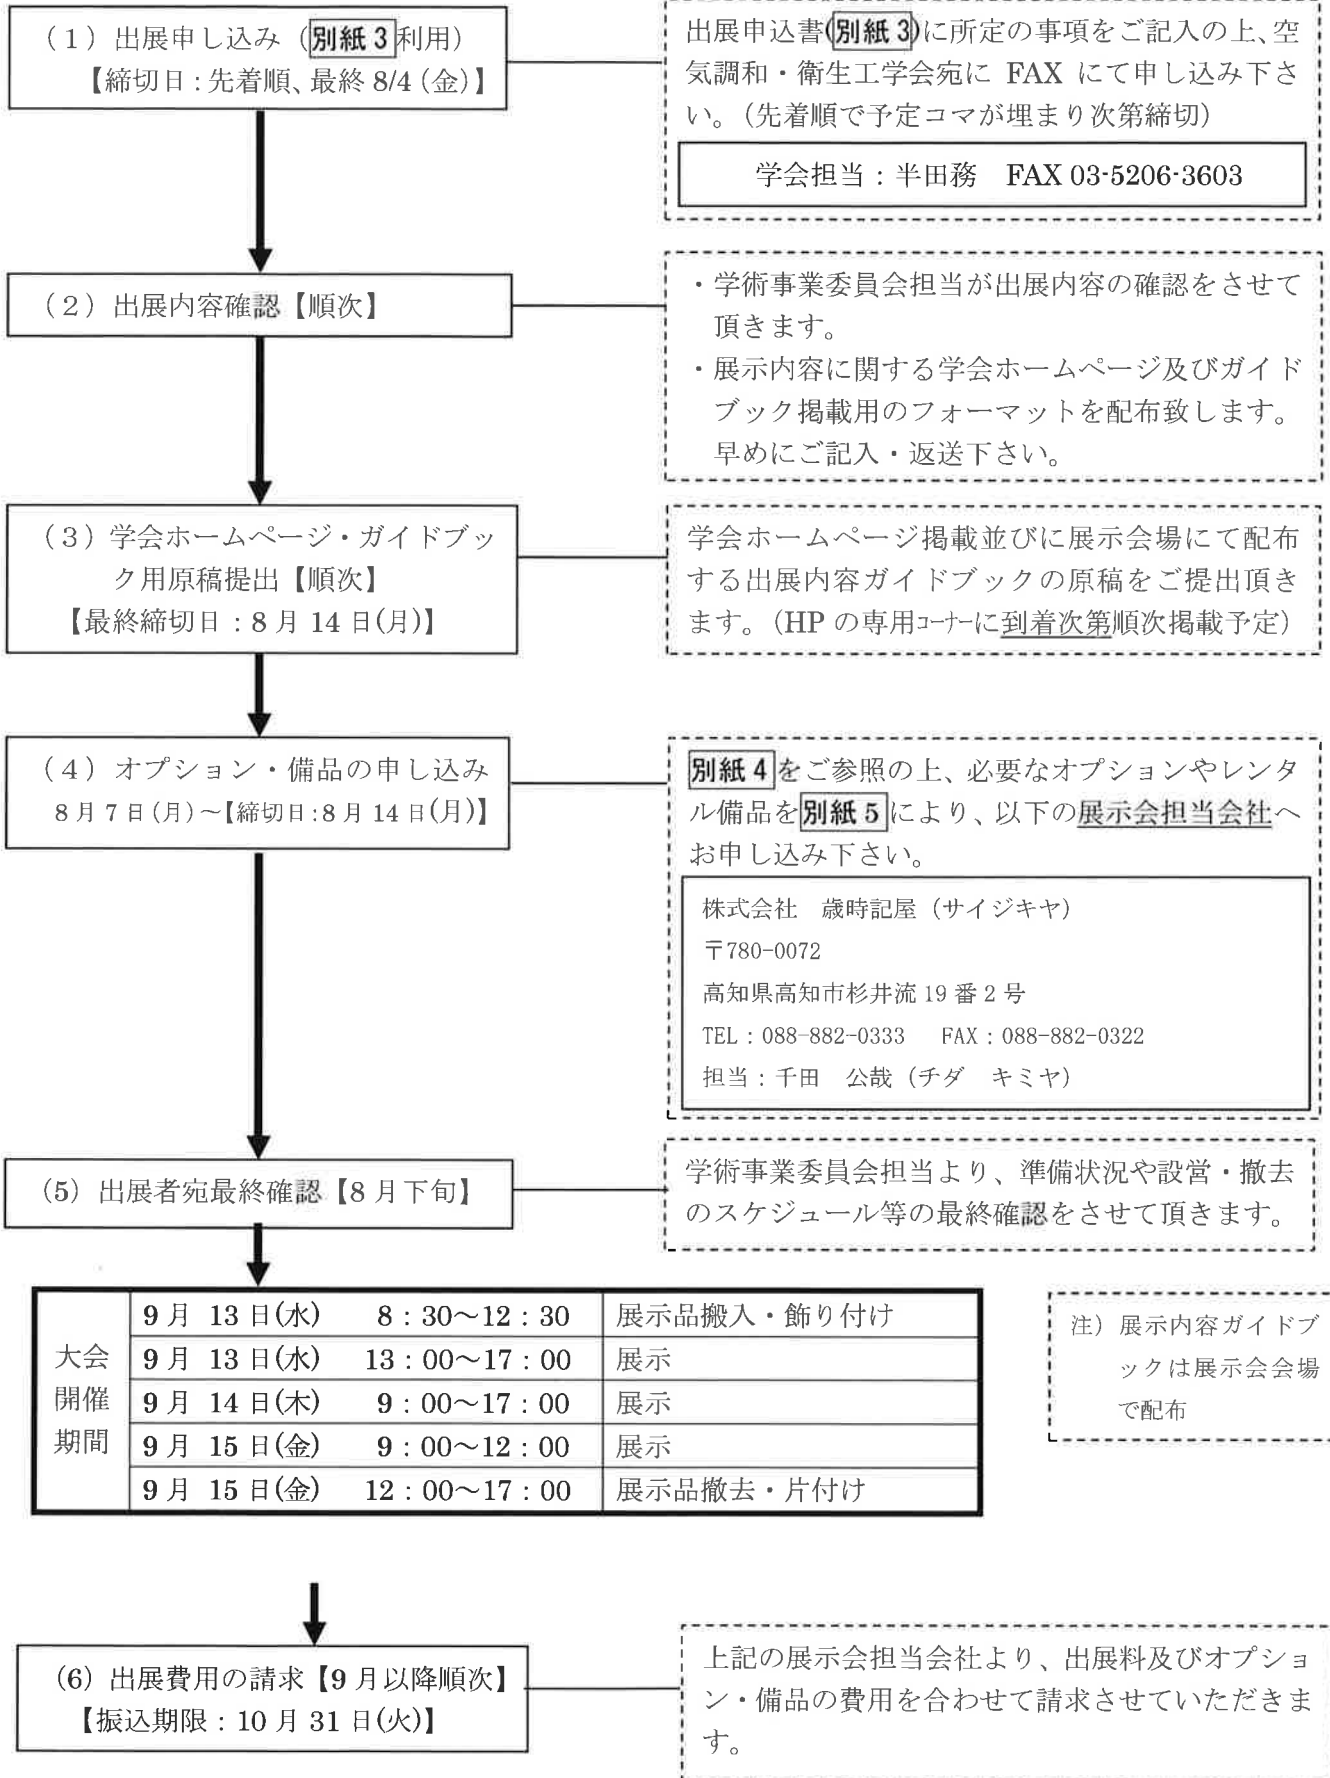 （1）出展申し込み（別紙3利用）
【締切日：先着順、最終 8/4（金）】
出展申込書(別紙3)に所定の事項をご記入の上、空
気調和・衛生工学会宛に FAX にて申し込み下さ
い。（先着順で予定コマが埋まり次第締切）
学会担当：半田務　FAX 03-5206-3603
（2）出展内容確認【順次】
・学術事業委員会担当が出展内容の確認をさせて
頂きます。
・展示内容に関する学会ホームページ及びガイド
ブック掲載用のフォーマットを配布致します。
早めにご記入・返送下さい。
（3）学会ホームページ・ガイドブッ
ク用原稿提出【順次】
【最終締切日：8 月 14 日(月)】
学会ホームページ掲載並びに展示会場にて配布
する出展内容ガイドブックの原稿をご提出頂き
ます。（HP の専用ｺｰﾅｰに到着次第順次掲載予定）
（4）オプション・備品の申し込み
8 月 7 日(月)～【締切日：8 月 14 日(月)】
別紙4をご参照の上、必要なオプションやレンタ
ル備品を別紙5により、以下の展示会担当会社へ
お申し込み下さい。
株式会社　歳時記屋（サイジキヤ）
〒780-0072
高知県高知市杉井流 19 番 2 号
TEL：088-882-0333　FAX：088-882-0322
担当：千田　公哉（チダ　キミヤ）
(5) 出展者宛最終確認【8 月下旬】
学術事業委員会担当より、準備状況や設営・撤去
のスケジュール等の最終確認をさせて頂きます。
大会
開催
期間
9 月 13 日(水)　8：30～12：30　展示品搬入・飾り付け
9 月 13 日(水)　13：00～17：00　展示
9 月 14 日(木)　9：00～17：00　展示
9 月 15 日(金)　9：00～12：00　展示
9 月 15 日(金)　12：00～17：00　展示品撤去・片付け
注）展示内容ガイドブ
ックは展示会会場
で配布
(6) 出展費用の請求【9 月以降順次】
【振込期限：10 月 31 日(火)】
上記の展示会担当会社より、出展料及びオプショ
ン・備品の費用を合わせて請求させていただきま
す。